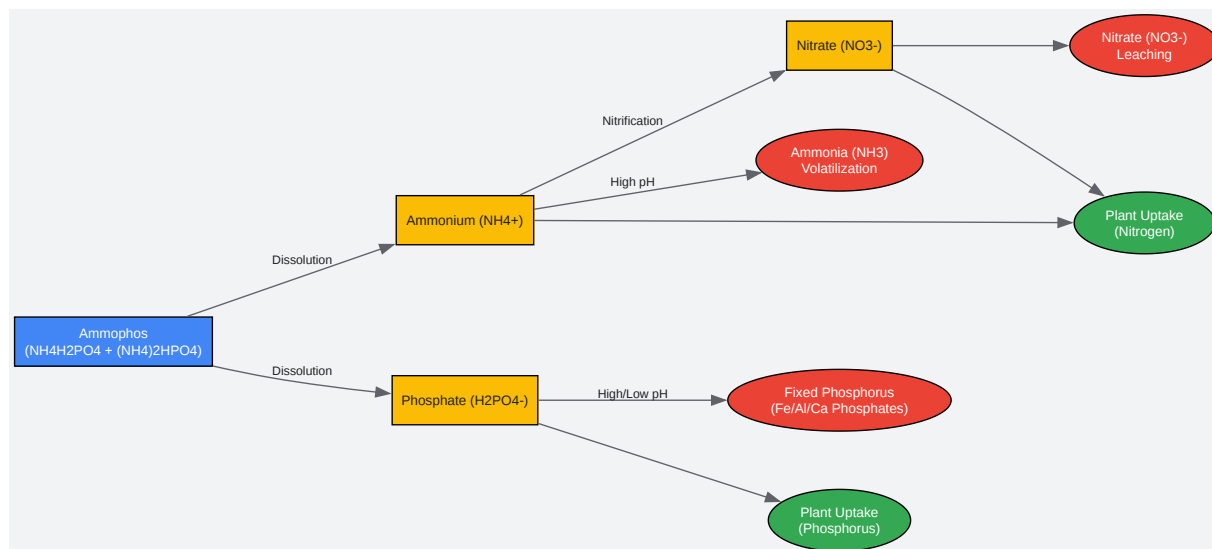 Nitrate (NO3-)
Nitrate (NO3-)
Leaching
Nitrification
Ammonia (NH3)
Volatilization
High pH
Ammonium (NH4+)
Plant Uptake
(Nitrogen)
Dissolution
Ammophos
(NH4H2PO4 + (NH4)2HPO4)
Dissolution
Phosphate (H2PO4-)
High/Low pH
Fixed Phosphorus
(Fe/Al/Ca Phosphates)
Plant Uptake
(Phosphorus)